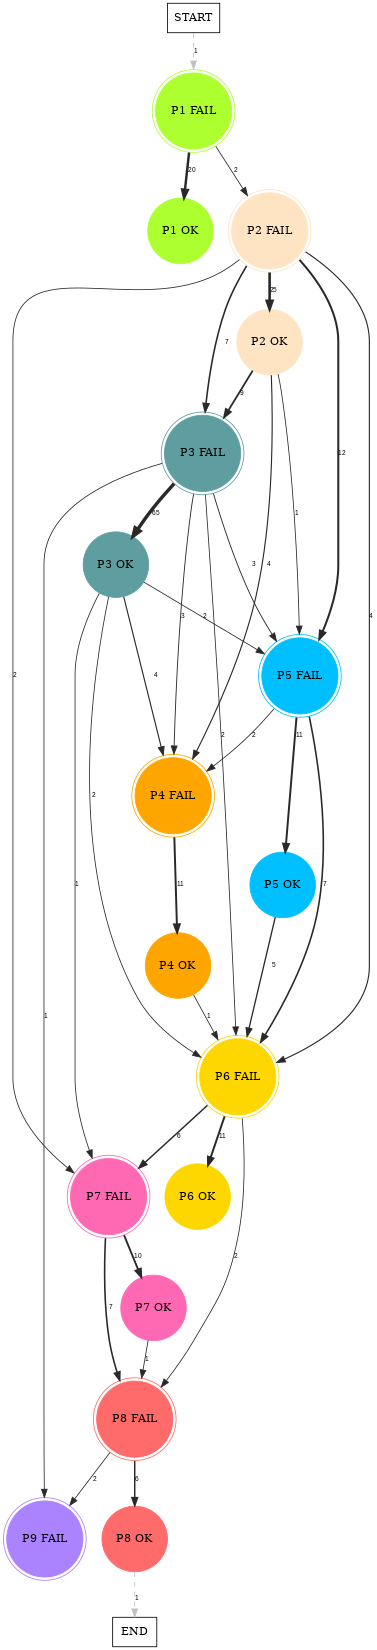 START
1
P1 FAIL
20
2
P1 OK
P2 FAIL
25
P2 OK
7
9
12
P3 FAIL
65
1
3
4
P3 OK
4
2
3
4
2
P5 FAIL
2
2
11
P4 FAIL
2
11
1
P5 OK
7
P4 OK
5
1
1
P6 FAIL
6
11
P7 FAIL
P6 OK
10
2
7
P7 OK
1
P8 FAIL
2
6
P9 FAIL
P8 OK
1
END